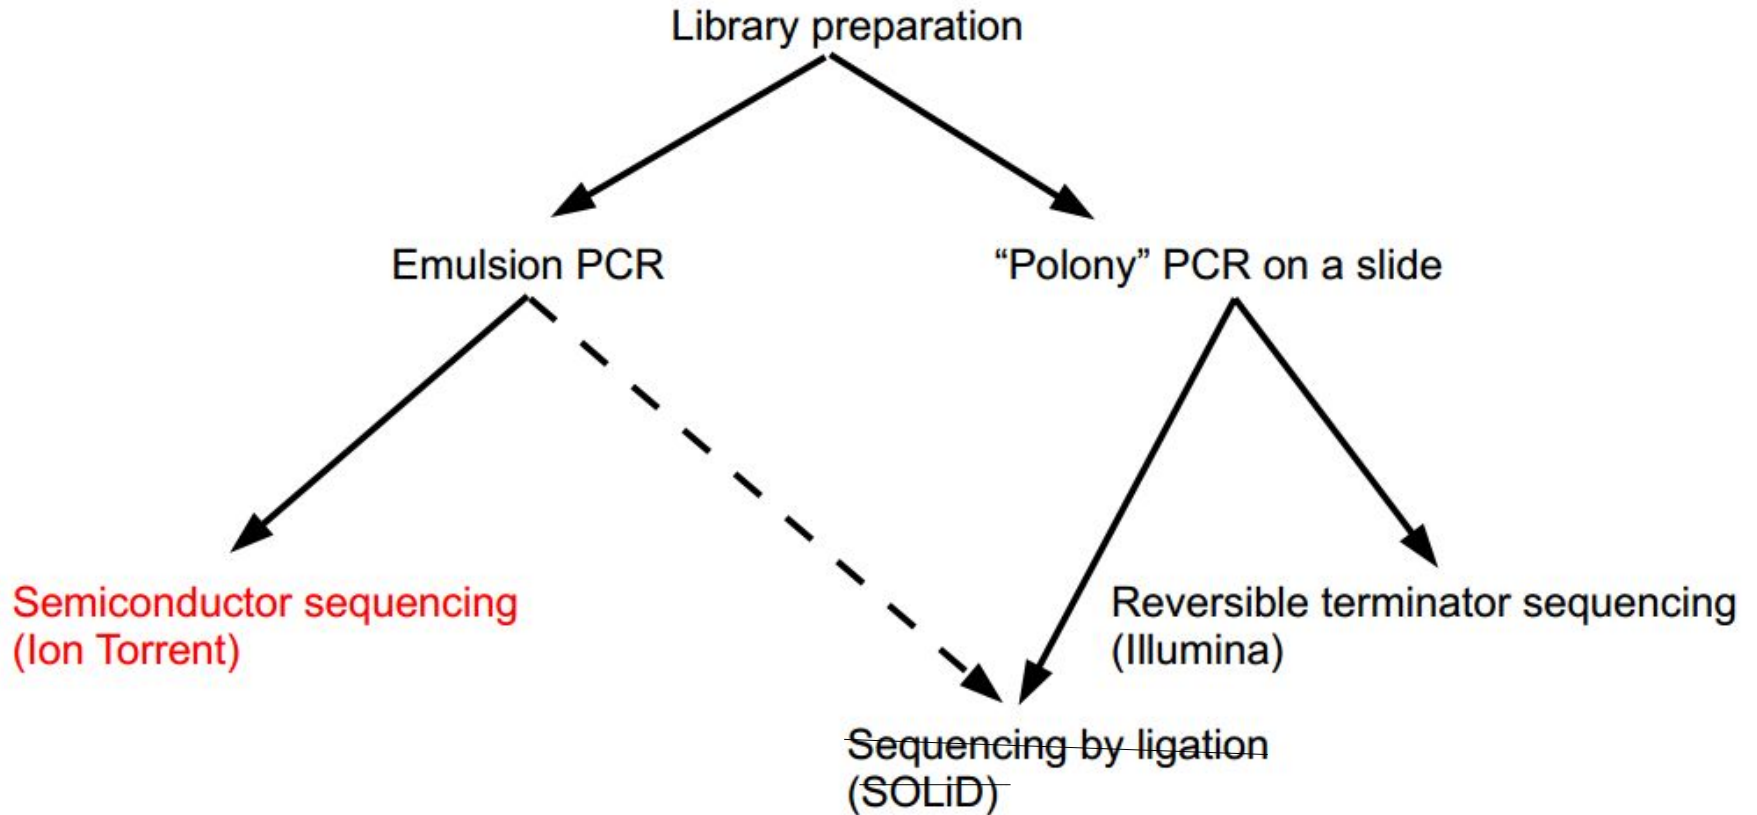 Library preparation
Emulsion PCR
“Polony” PCR on a slide
Semiconductor sequencing
(Ion Torrent)
Reversible terminator sequencing
(Illumina)
Sequencing by ligation
(SOLiD)